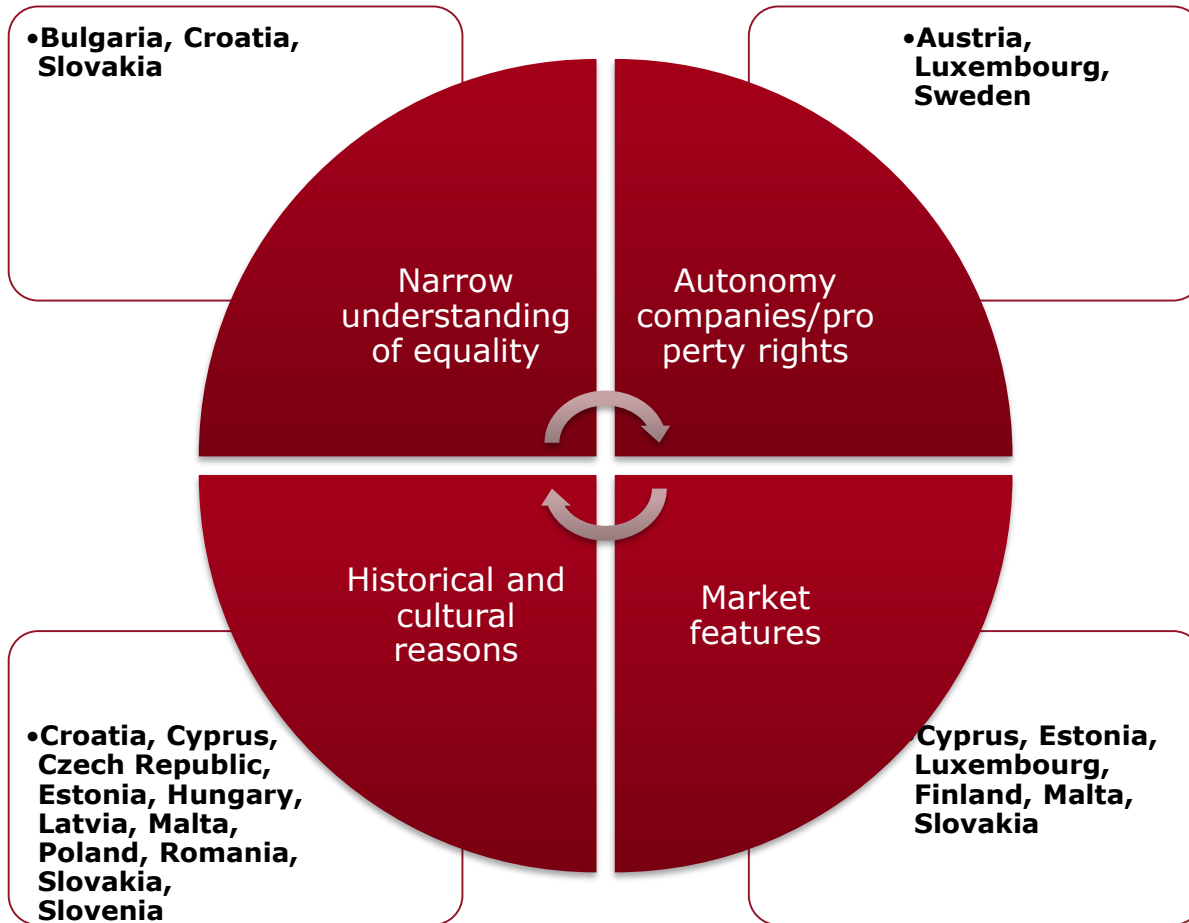 •Bulgaria, Croatia,
Slovakia
•Austria,
Luxembourg,
Sweden
Narrow
understanding
of equality
Autonomy
companies/pro
perty rights
Historical and
cultural
reasons
Market
features
•Croatia, Cyprus,
Czech Republic,
Estonia, Hungary,
Latvia, Malta,
Poland, Romania,
Slovakia,
Slovenia
•Cyprus, Estonia,
Luxembourg,
Finland, Malta,
Slovakia